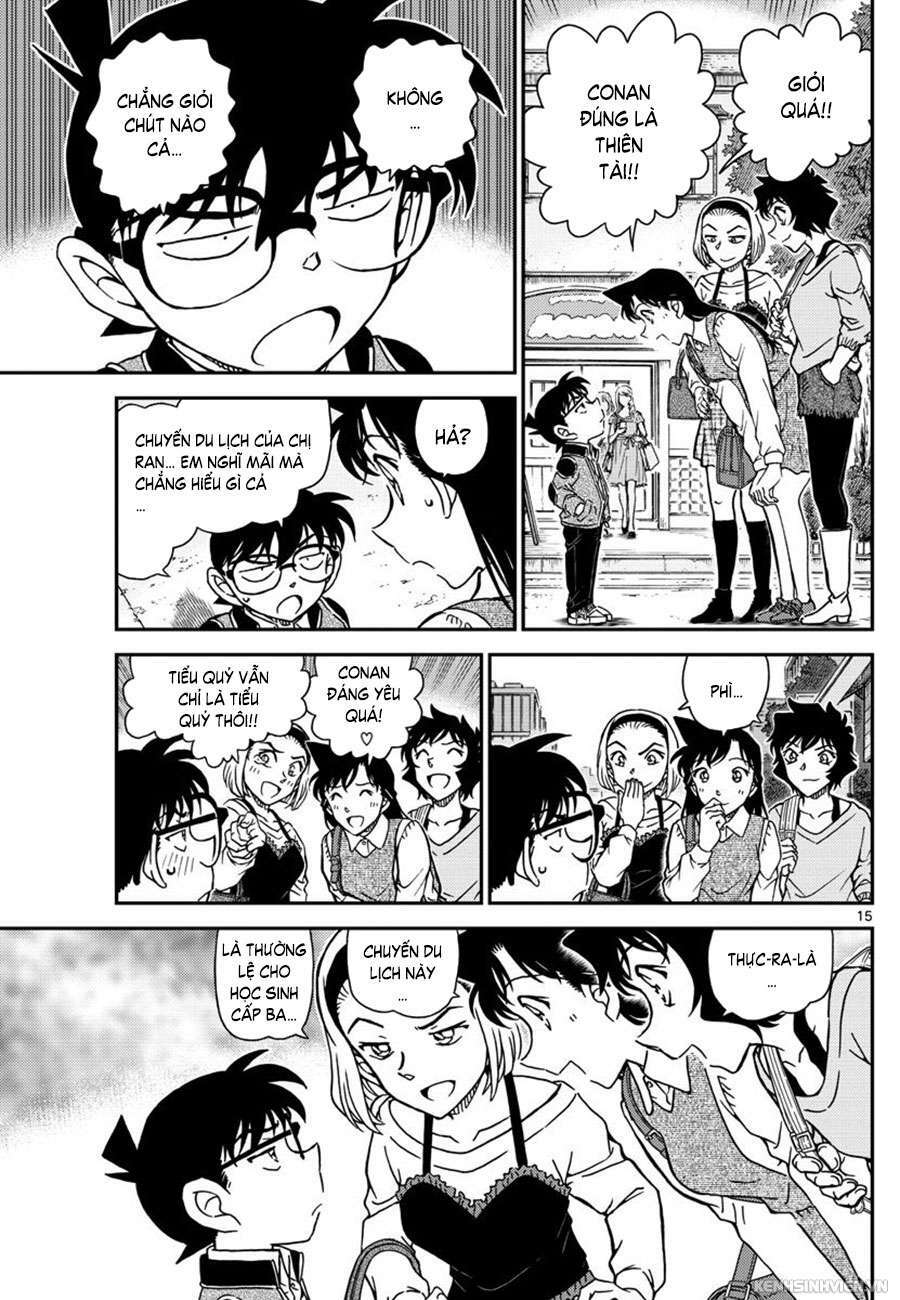 GIỎI
QUÁ!!
CONAN
ĐÚNG LÀ
THIÊN
TÀI!!
KHÔNG
...
CHẲNG GIỎI
CHÚT NÀO
CẢ...
HẢ?
CHUYẾN DU LỊCH CỦA CHỊ
RAN... EM NGHĨ MÃI MÀ
CHẲNG HIỂU GÌ CẢ
...
PHÌ...
CONAN
ĐÁNG YÊU
QUÁ!
♡
TIỂU QUỶ VẪN
CHỈ LÀ TIỂU
QUỶ THÔI!!
15
THỰC-RA-LÀ
...
CHUYẾN DU
LỊCH NÀY
...
LÀ THƯỜNG
LỆ CHO
HỌC SINH
CẤP BA...
KENHSINHVIEN.VN